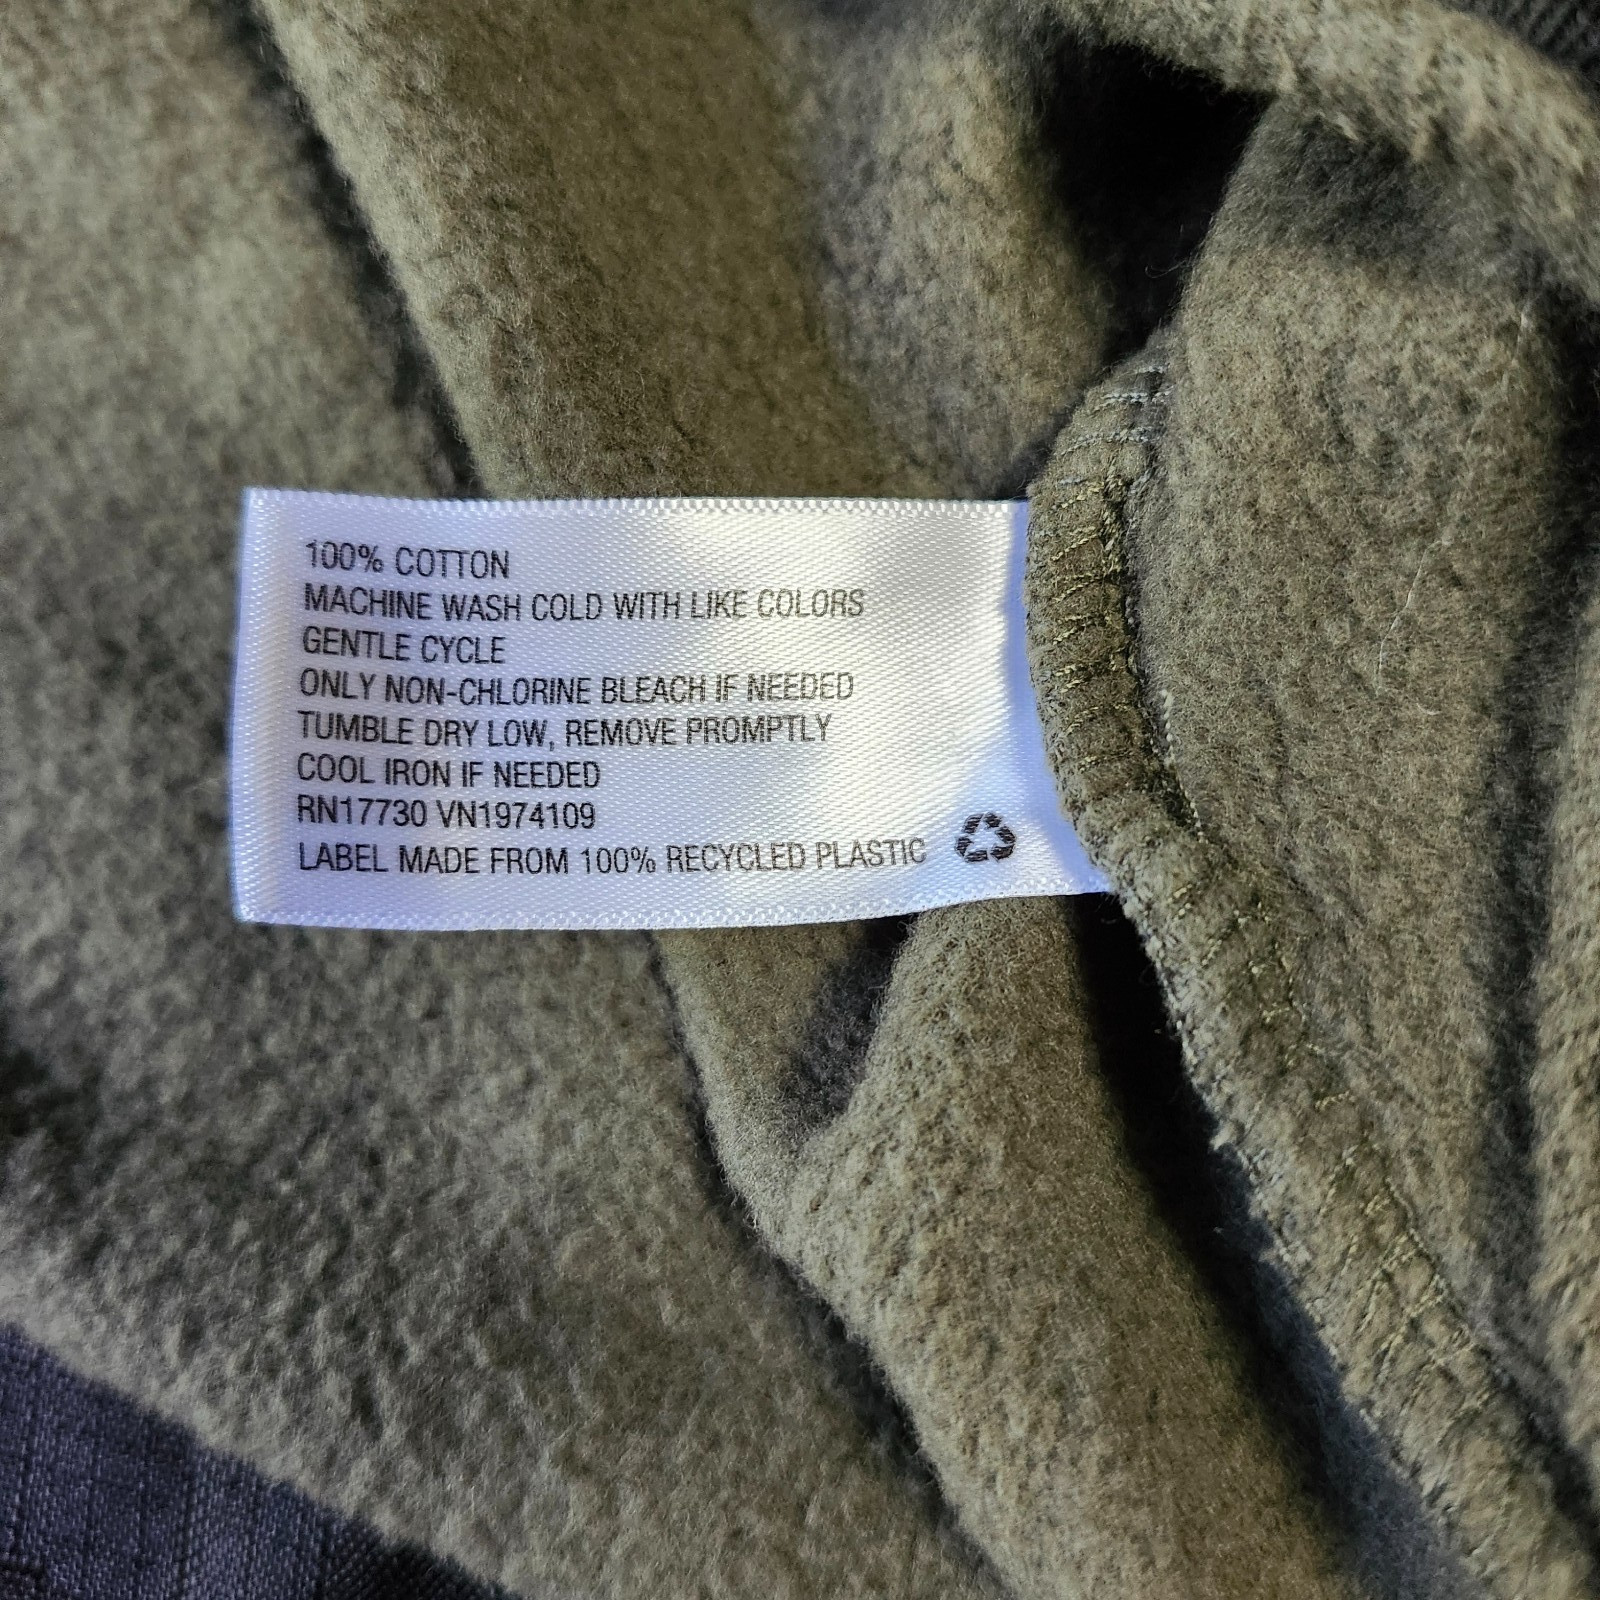 100% COTTON
MACHINE WASH COLD WITH LIKE COLORS
GENTLE CYCLE
ONLY NON-CHLORINE BLEACH IF NEEDED
TUMBLE DRY LOW, REMOVE PROMPTLY
COOL IRON IF NEEDED
RN17730 VN1974109
LABEL MADE FROM 100% RECYCLED PLASTIC